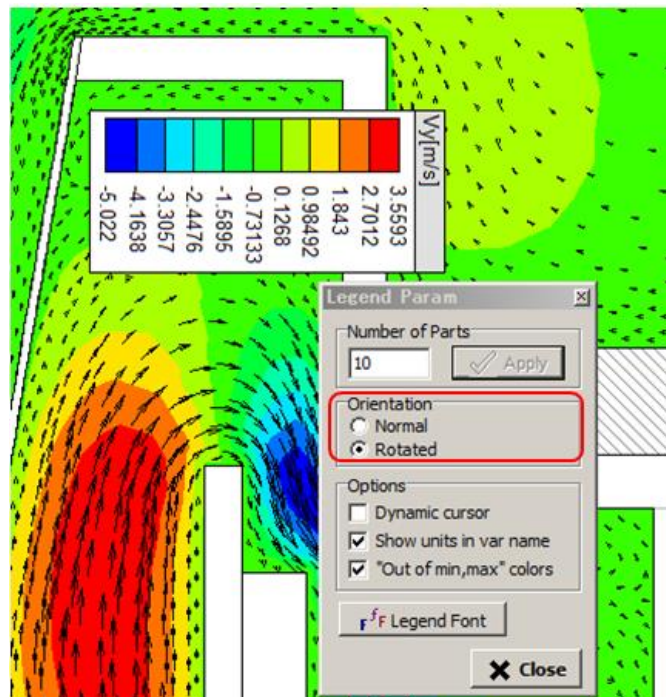 Vy[m/s]
3.5593
2.7012
1.843
0.98492
0.1268
-0.73133
-1.5895
-2.4476
-3.3057
-4.1638
-5.022
Legend Param
Number of Parts
10
Apply
Orientation
Normal
Rotated
Options
Dynamic cursor
Show units in var name
"Out of min,max" colors
FfF Legend Font
Close